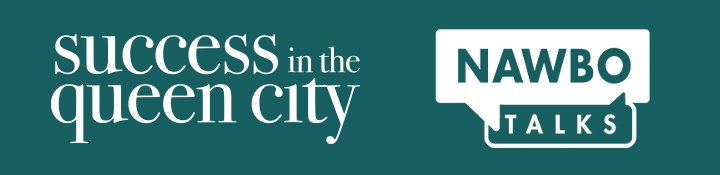 success in the
queen city
NAWBO
TALKS